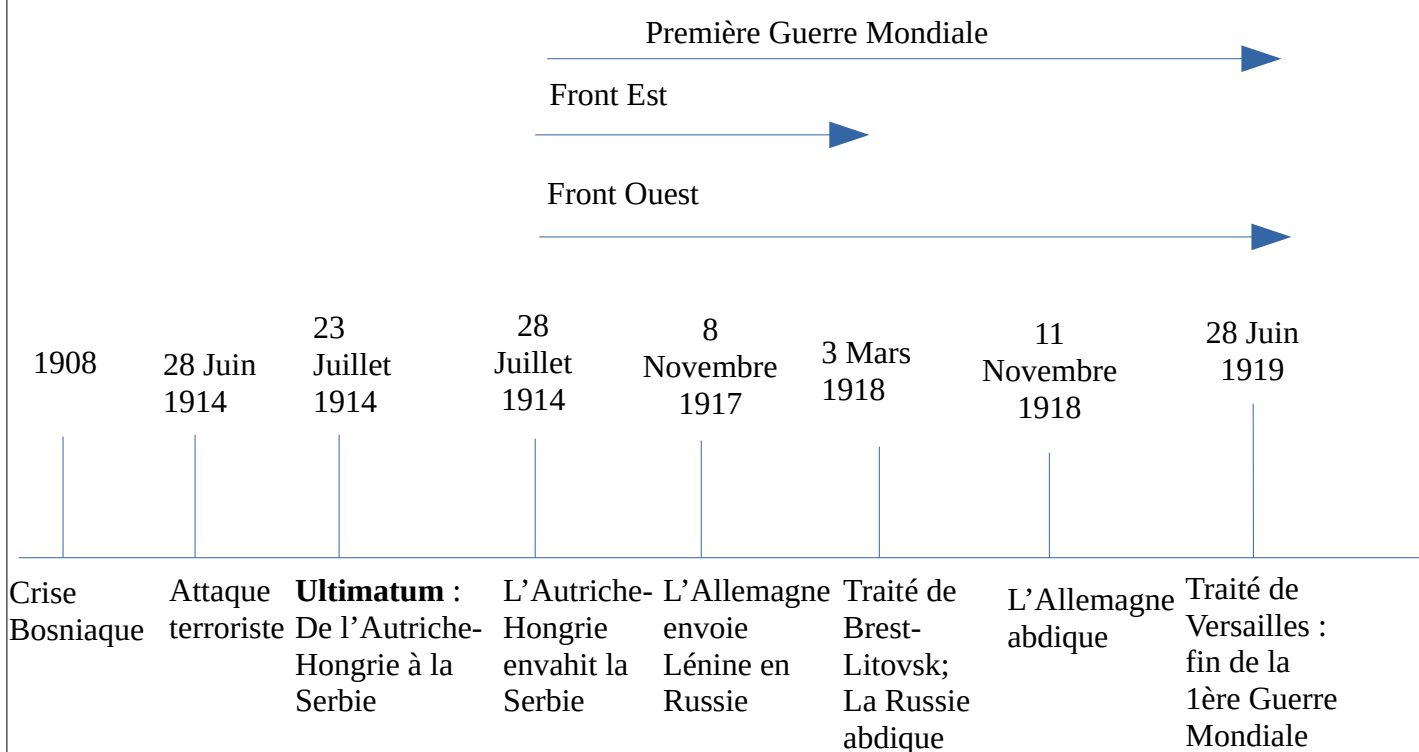 Première Guerre Mondiale
Front Est
Front Ouest
1908
28 Juin
1914
23
Juillet
1914
28
Juillet
1914
8
Novembre
1917
3 Mars
1918
11
Novembre
1918
28 Juin
1919
Crise
Bosniaque
Attaque
terroriste
Ultimatum :
De l’Autriche-
Hongrie à la
Serbie
L’Autriche-
Hongrie
envahit la
Serbie
L’Allemagne
envoie
Lénine en
Russie
Traité de
Brest-
Litovsk;
La Russie
abdique
L’Allemagne
abdique
Traité de
Versailles :
fin de la
1ère Guerre
Mondiale